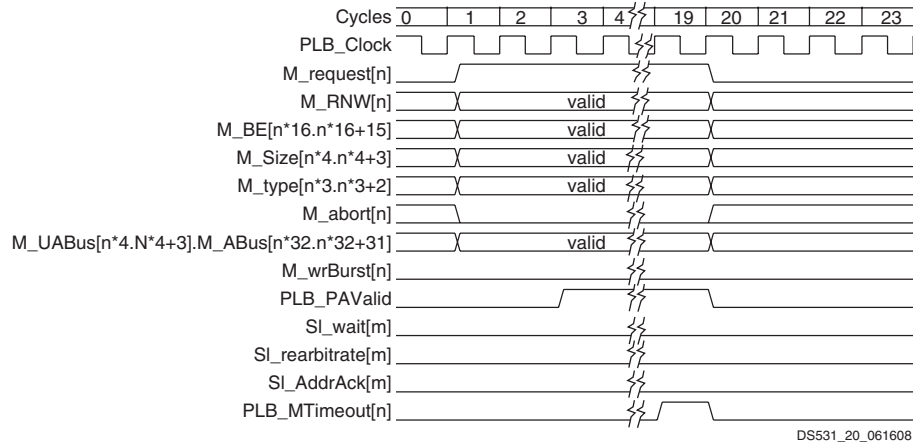 Cycles 0 1 2 3 4 19 20 21 22 23
PLB_Clock
M_request[n]
M_RNW[n] valid
M_BE[n*16.n*16+15] valid
M_Size[n*4.n*4+3] valid
M_type[n*3.n*3+2] valid
M_abort[n]
M_UABus[n*4.N*4+3].M_ABus[n*32.n*32+31] valid
M_wrBurst[n]
PLB_PAValid
Sl_wait[m]
Sl_rearbitrate[m]
Sl_AddrAck[m]
PLB_MTimeout[n]
DS531_20_061608